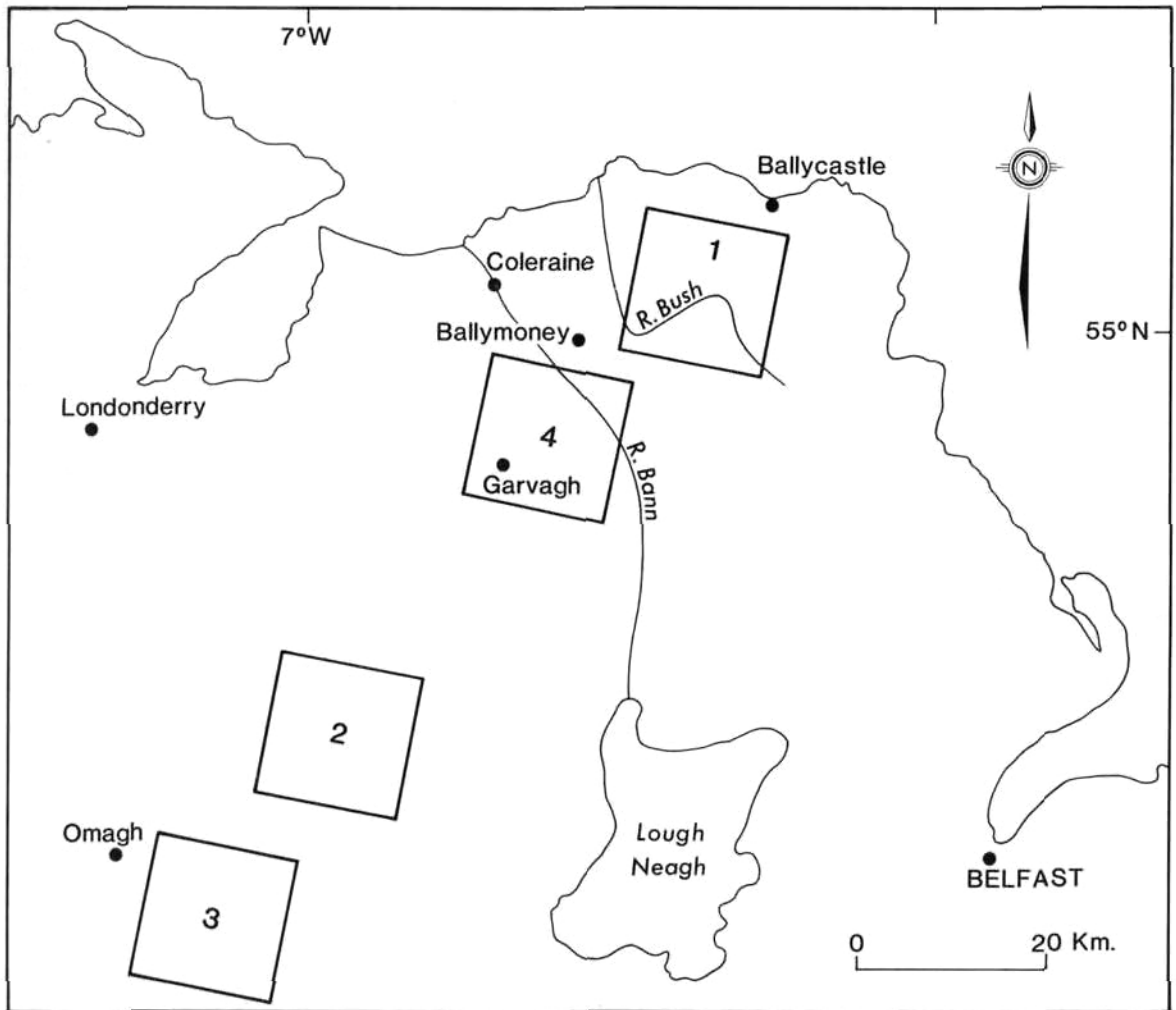 7°W
N
Ballycastle
1
Coleraine
R. Bush
55°N
Ballymoney
Londonderry
4
R. Bann
Garvagh
2
Omagh
Lough
Neagh
3
BELFAST
0 20 Km.